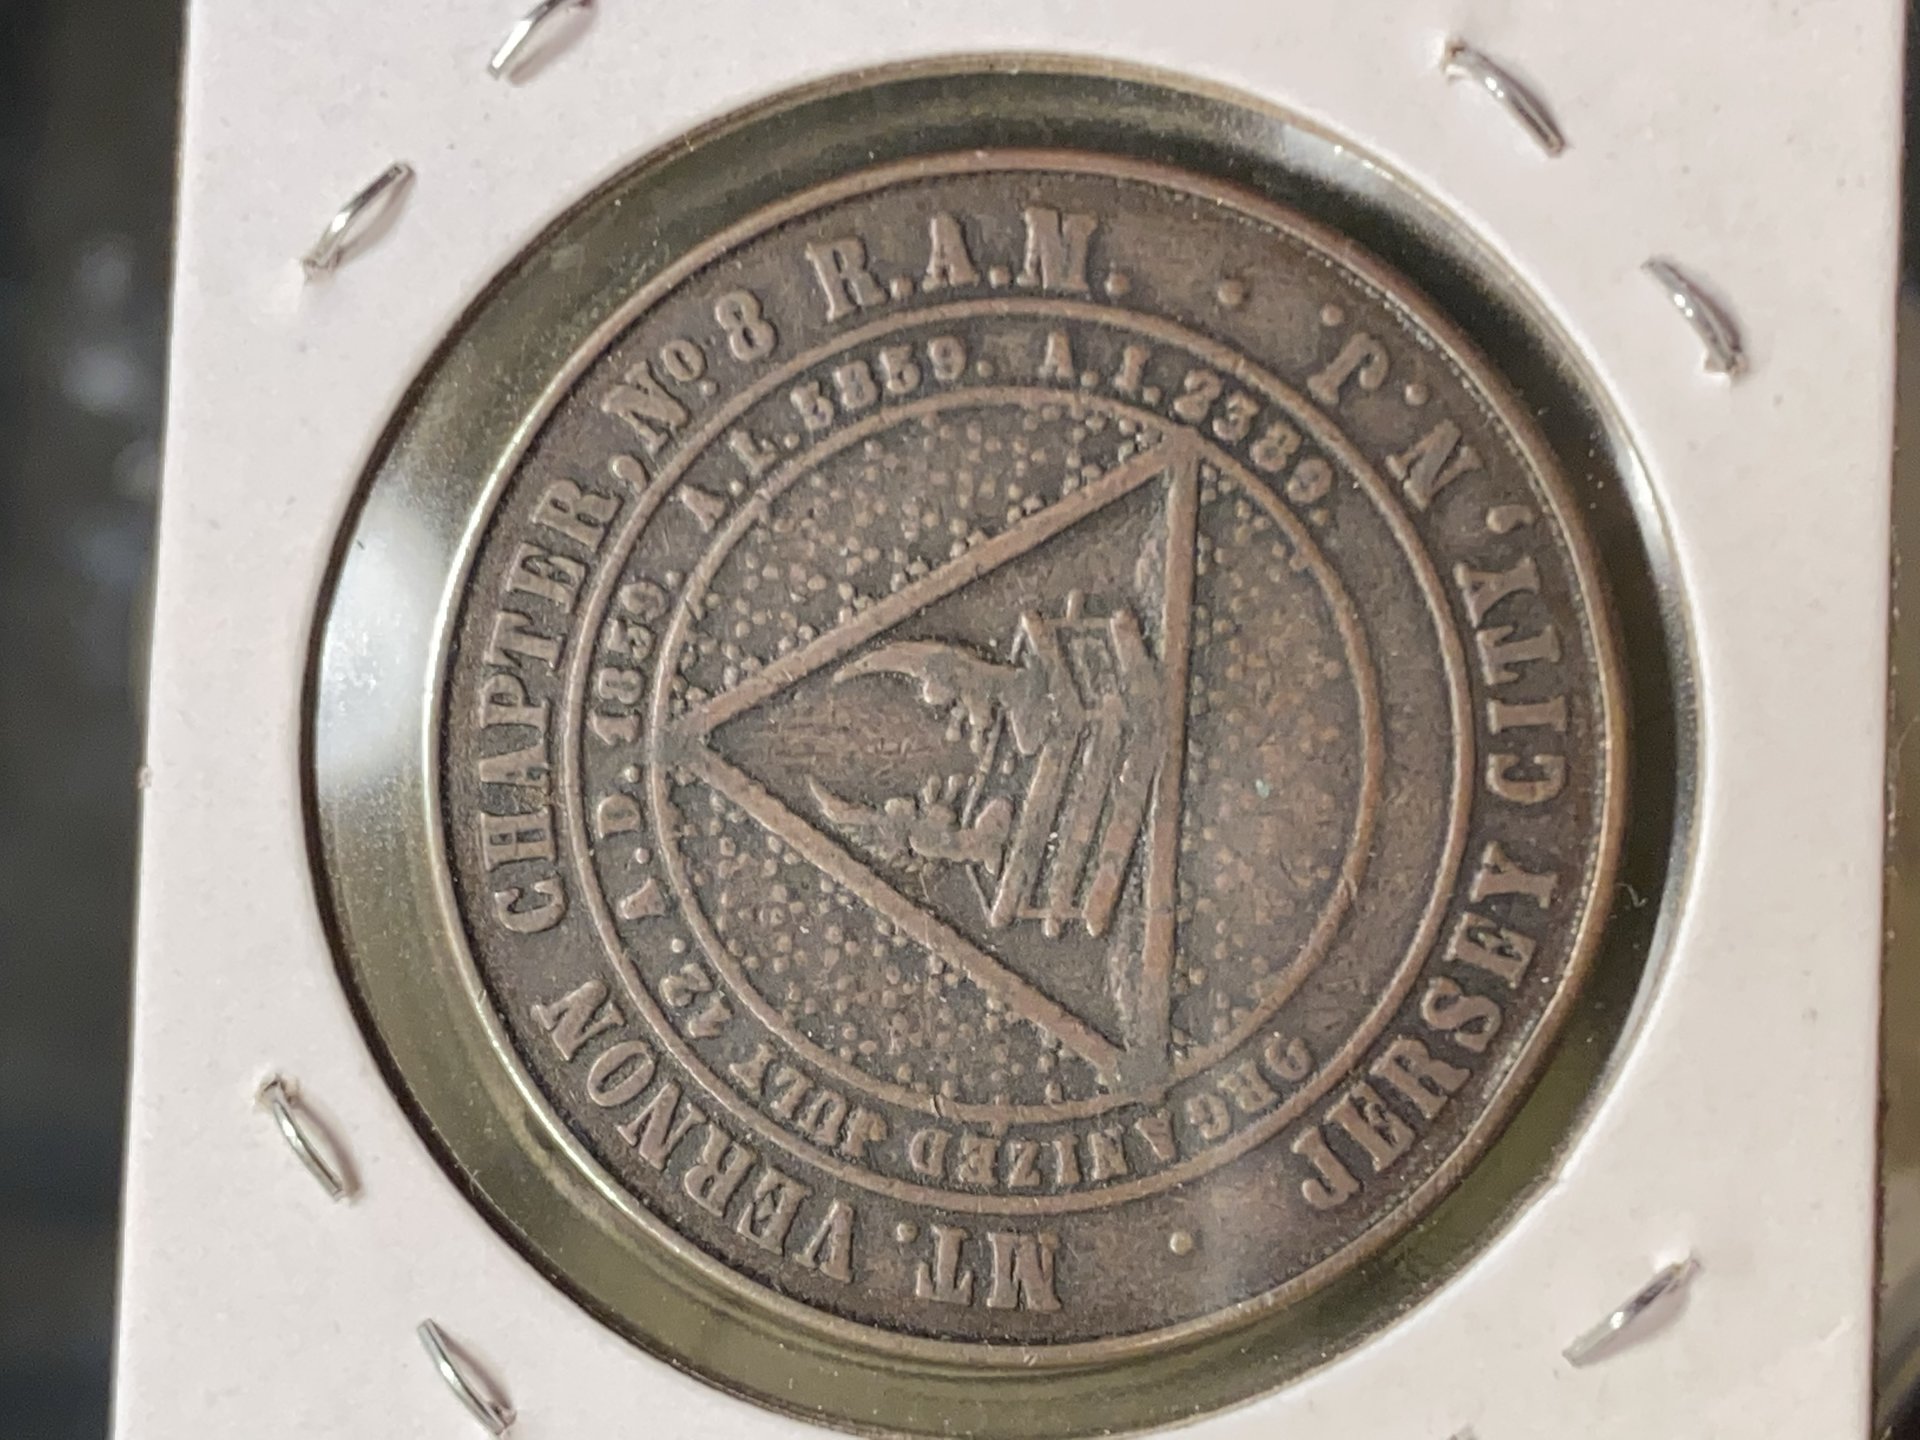 MT. VERNON CHAPTER, No. 8 R.A.M.
JERSEY CITY, N.J.
ORGANIZED JULY 12. A.D. 1859. A.L. 5859. A.I. 2389.